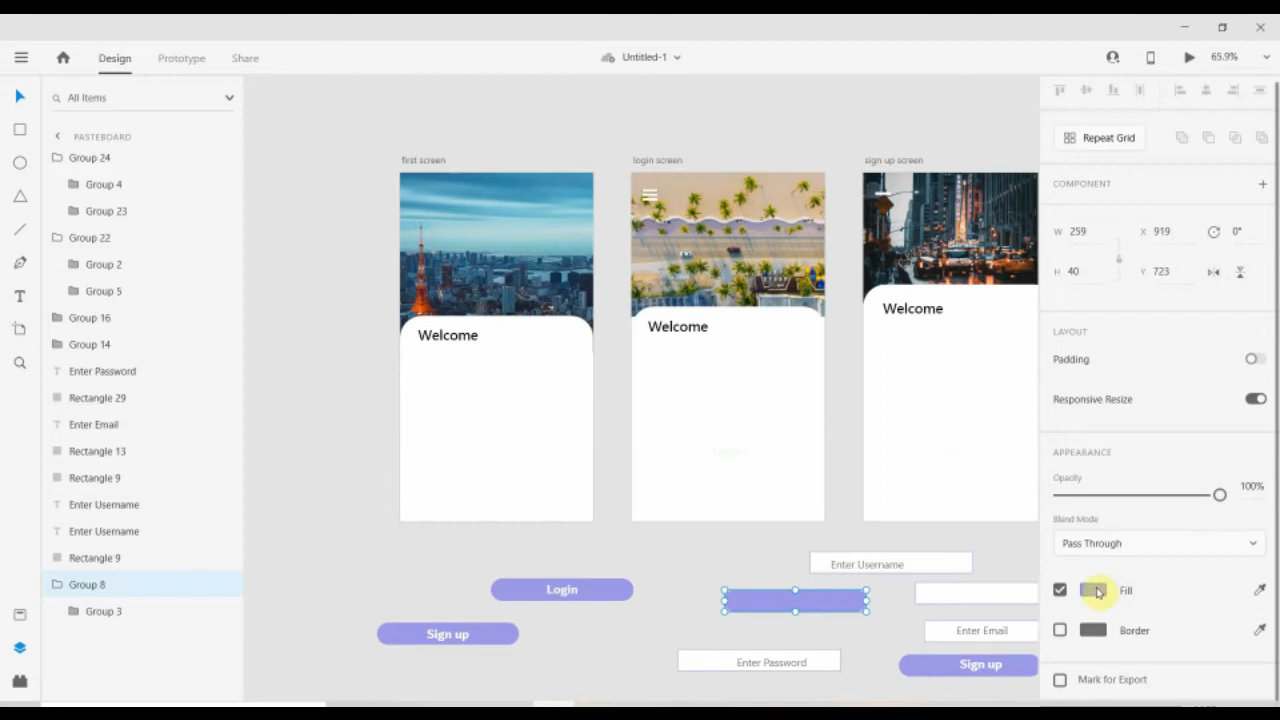 Design
Prototype
Share
Untitled-1
65.9%
All Items
PASTEBOARD
Group 24
Group 4
Group 23
Group 22
Group 2
Group 5
Group 16
Group 14
Enter Password
Rectangle 29
Enter Email
Rectangle 13
Rectangle 9
Enter Username
Enter Username
Rectangle 9
Group 8
Group 3
first screen
login screen
sign up screen
Welcome
Welcome
Welcome
Enter Username
Login
Enter Email
Sign up
Enter Password
Sign up
Repeat Grid
COMPONENT
W 259
X 919
0°
H 40
Y 723
LAYOUT
Padding
Responsive Resize
APPEARANCE
Opacity
100%
Blend Mode
Pass Through
Fill
Border
Mark for Export